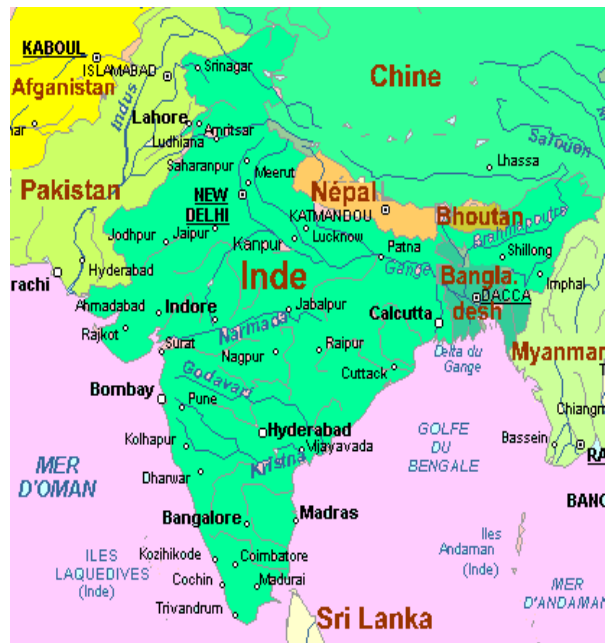 KABOUL
ISLAMABAD
Srinagar
Chine
Afganistan
Indus
Lahore
Amritsar
Ludhiana
Salouen
Saharanpur
Lhassa
Meerut
Pakistan
NEW
DELHI
Népal
KATMANDOU
Bhoutan
Brahmapoutre
Jodhpur
Jaipur
Kanpur
Lucknow
Patna
Shillong
Hyderabad
Inde
Gange
Bangla.
desh
Imphal
arachi
Ahmadabad
Indore
Jabalpur
DACCA
Rajkot
Narmada
Calcutta
Surat
Nagpur
Raipur
Cuttack
Delta du
Gange
Myanmar
Godavari
Bombay
Pune
Chiangm
Hyderabad
GOLFE
DU
BENGALE
Kolhapur
Vijayavada
Bassein
Kristna
RA
MER
D'OMAN
Dharwar
BANG
Bangalore
Madras
Iles
Andaman
(Inde)
ILES
LAQUEDIVES
(Inde)
Kozihikode
Coimbatore
Cochin
Madurai
MER
D'ANDAMAN
Trivandrum
Sri Lanka